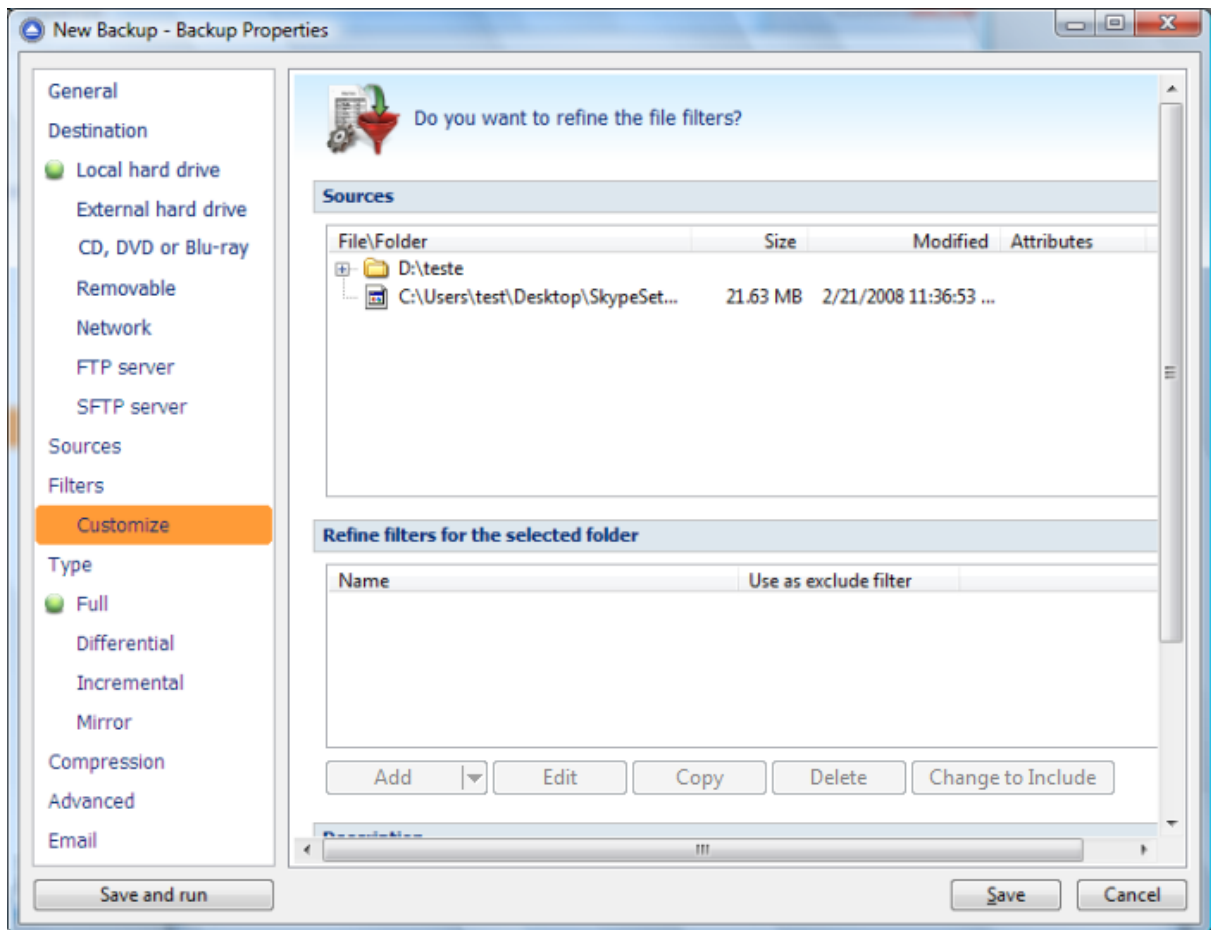 New Backup - Backup Properties
General
Destination
Local hard drive
External hard drive
CD, DVD or Blu-ray
Removable
Network
FTP server
SFTP server
Sources
Filters
Customize
Type
Full
Differential
Incremental
Mirror
Compression
Advanced
Email
Do you want to refine the file filters?
Sources
File\Folder Size Modified Attributes
D:\teste
C:\Users\test\Desktop\SkypeSet... 21.63 MB 2/21/2008 11:36:53 ...
Refine filters for the selected folder
Name Use as exclude filter
Add Edit Copy Delete Change to Include
Description
Save and run Save Cancel